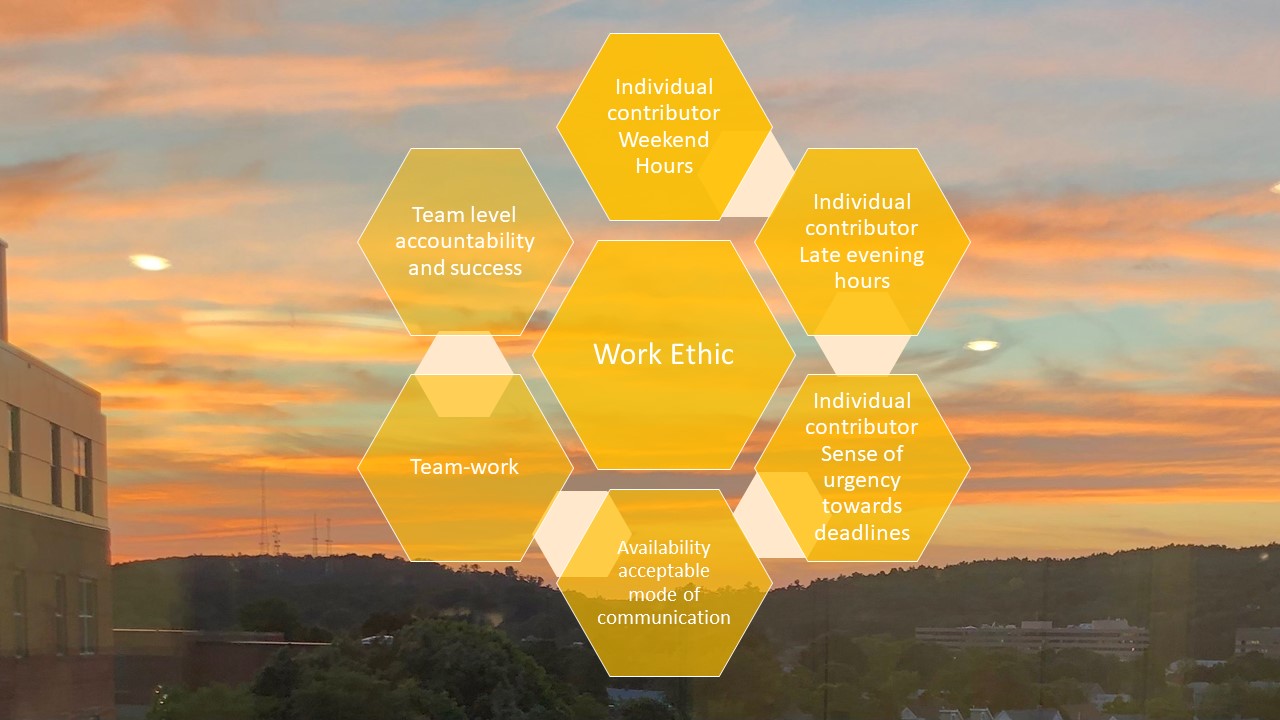 Individual
contributor
Weekend
Hours
Individual
contributor
Late evening
hours
Individual
contributor
Sense of
urgency
towards
deadlines
Availability
acceptable
mode of
communication
Team-work
Team level
accountability
and success
Work Ethic